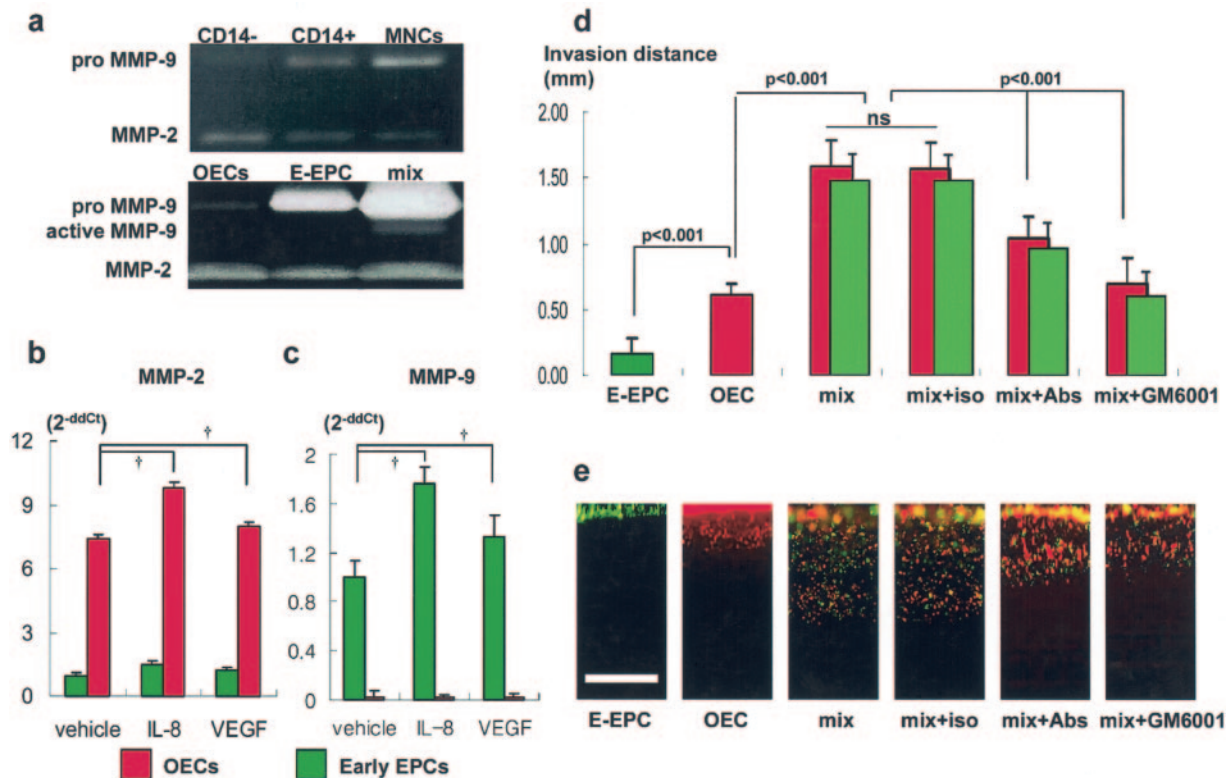 a
CD14- CD14+ MNCs
pro MMP-9
MMP-2
OECs E-EPC mix
pro MMP-9
active MMP-9
MMP-2
b
MMP-2
(2-ddCt)
12
9
6
3
0
† †
vehicle IL-8 VEGF
c
MMP-9
(2-ddCt)
2
1.6
1.2
0.8
0.4
0
† †
vehicle IL-8 VEGF
OECs Early EPCs
d
Invasion distance
(mm)
p<0.001 p<0.001
ns
p<0.001
2.00
1.50
1.00
0.50
0.00
E-EPC OEC mix mix+iso mix+Abs mix+GM6001
e
E-EPC OEC mix mix+iso mix+Abs mix+GM6001